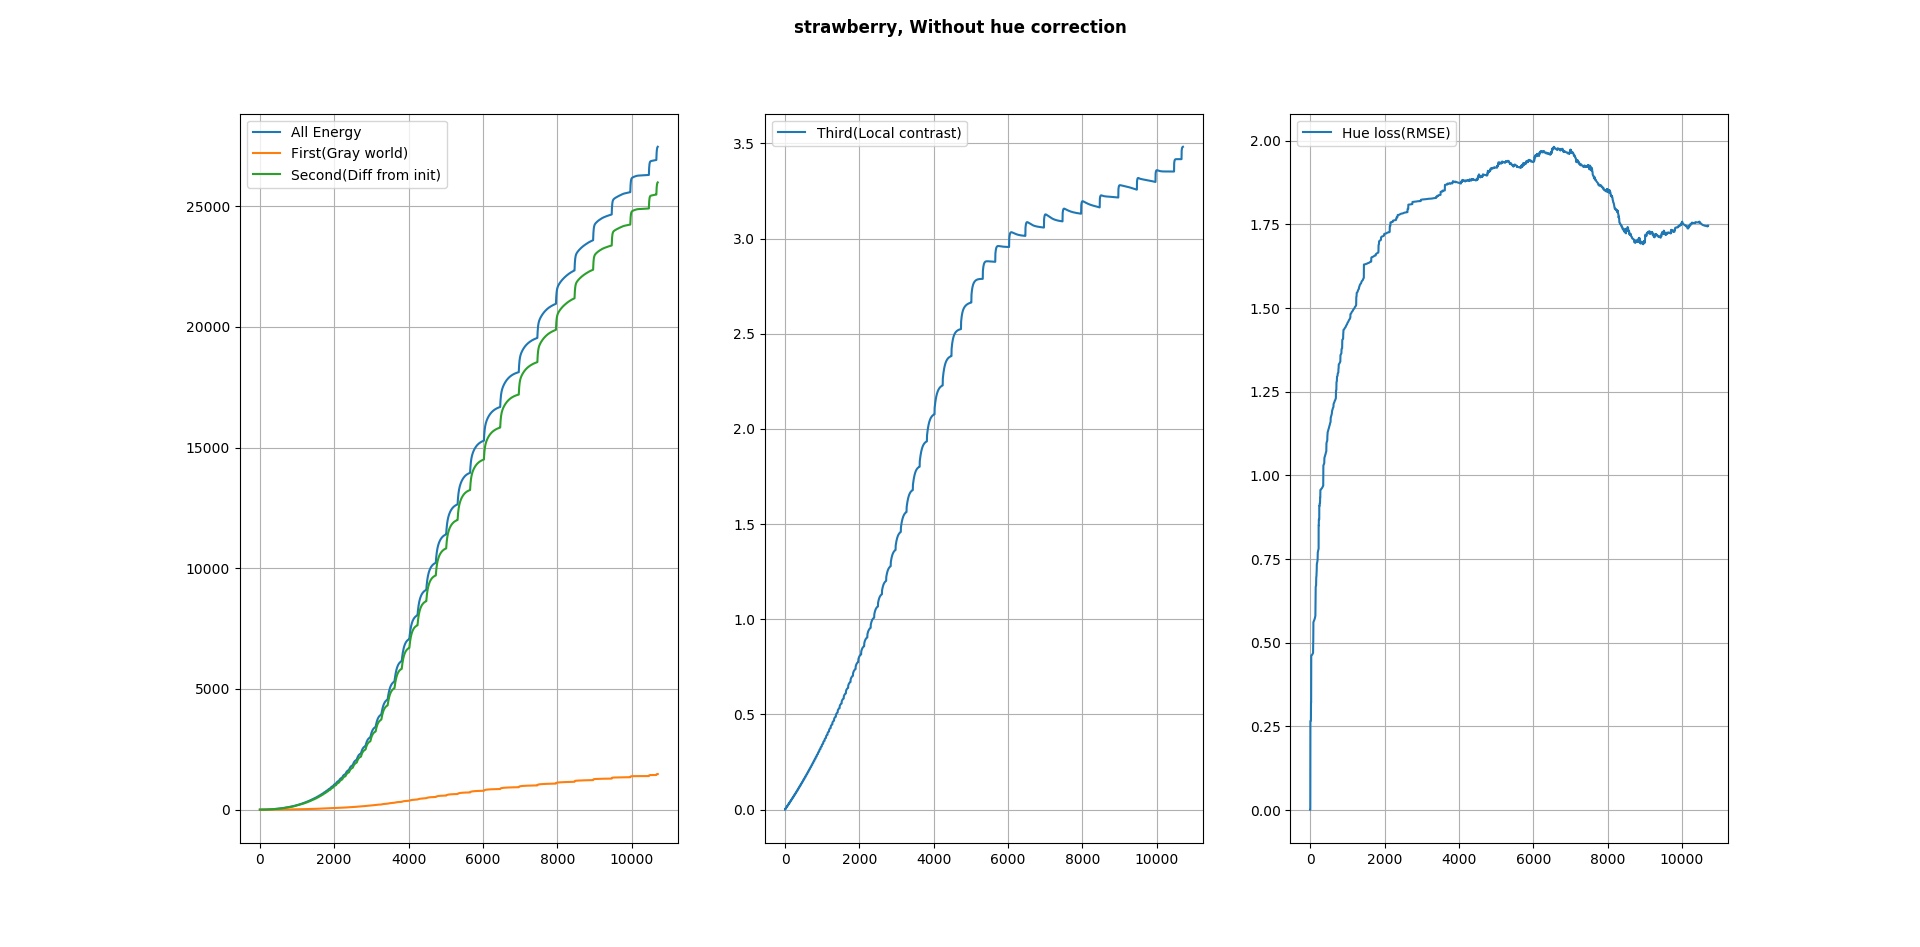 strawberry, Without hue correction
All Energy
First(Gray world)
Second(Diff from init)
25000
20000
15000
10000
5000
0
0 2000 4000 6000 8000 10000
Third(Local contrast)
3.5
3.0
2.5
2.0
1.5
1.0
0.5
0.0
0 2000 4000 6000 8000 10000
Hue loss(RMSE)
2.00
1.75
1.50
1.25
1.00
0.75
0.50
0.25
0.00
0 2000 4000 6000 8000 10000